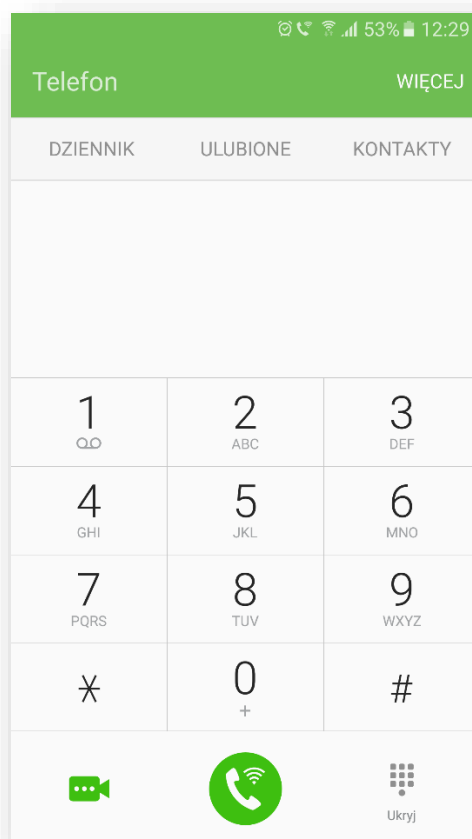 53% 12:29
Telefon WIĘCEJ
DZIENNIK ULUBIONE KONTAKTY
1 2 3
ABC DEF
4 5 6
GHI JKL MNO
7 8 9
PQRS TUV WXYZ
* 0 #
+
Ukryj